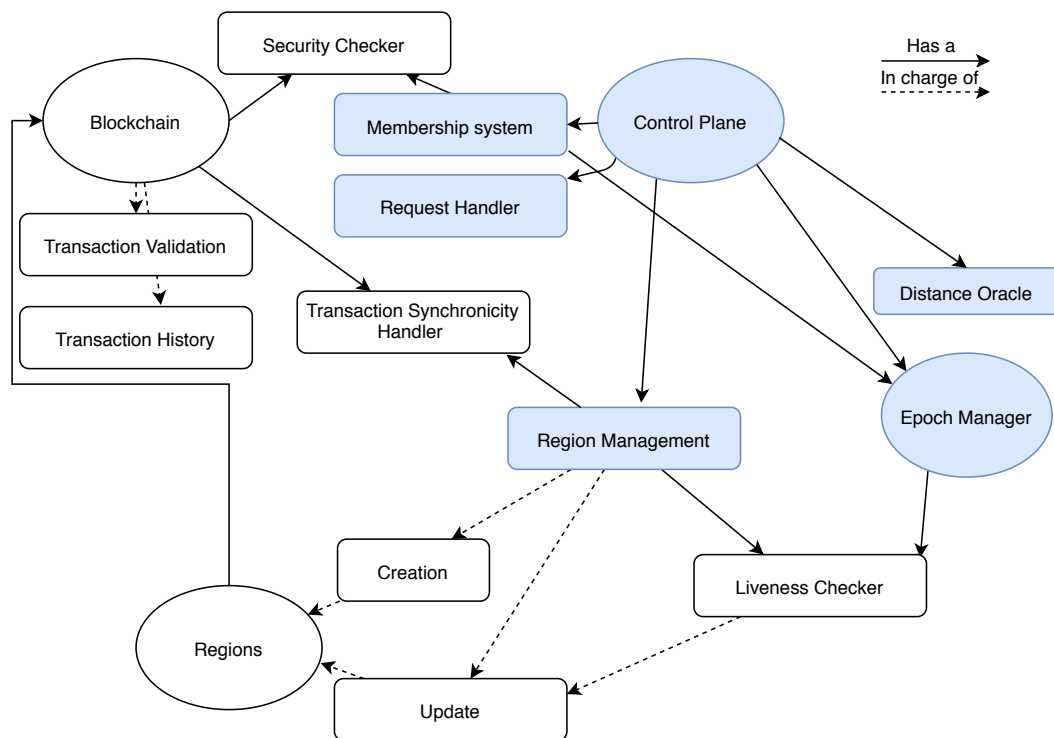 Security Checker
Has a
In charge of
Blockchain
Membership system
Control Plane
Request Handler
Transaction Validation
Distance Oracle
Transaction Synchronicity
Handler
Transaction History
Epoch Manager
Region Management
Creation
Liveness Checker
Regions
Update